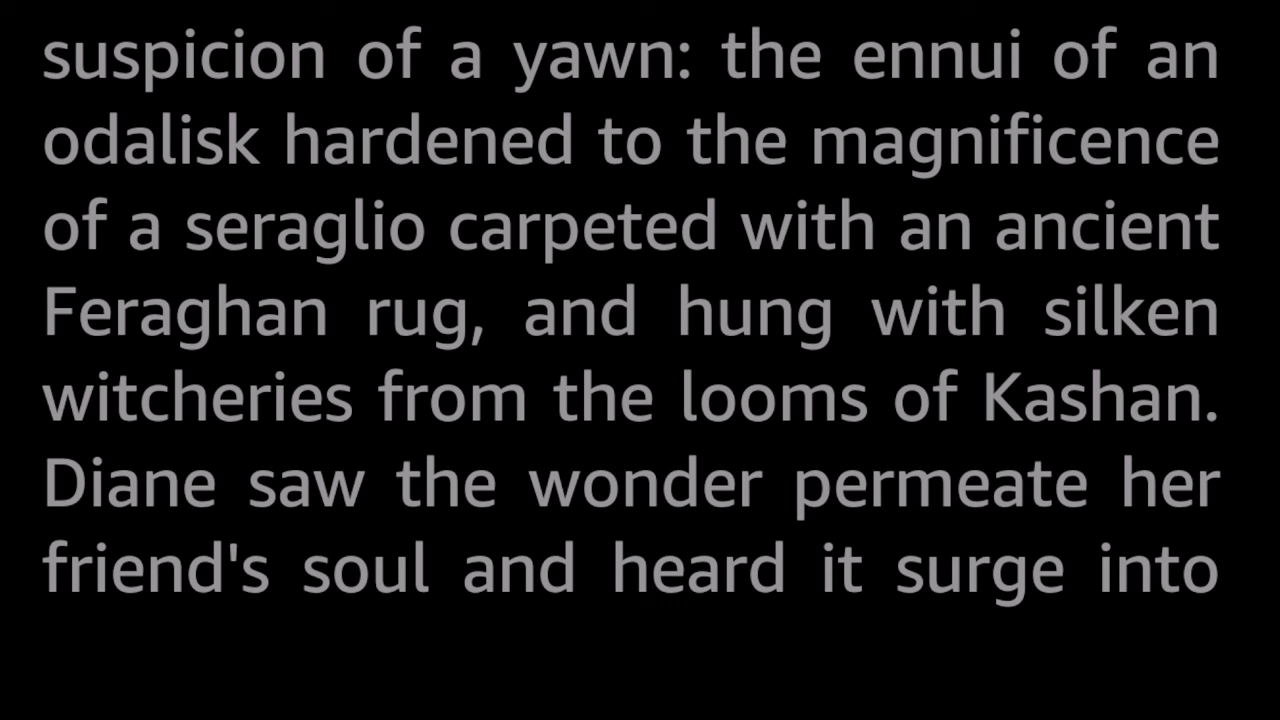 suspicion of a yawn: the ennui of an
odalisk hardened to the magnificence
of a seraglio carpeted with an ancient
Feraghan rug, and hung with silken
witcheries from the looms of Kashan.
Diane saw the wonder permeate her
friend's soul and heard it surge into